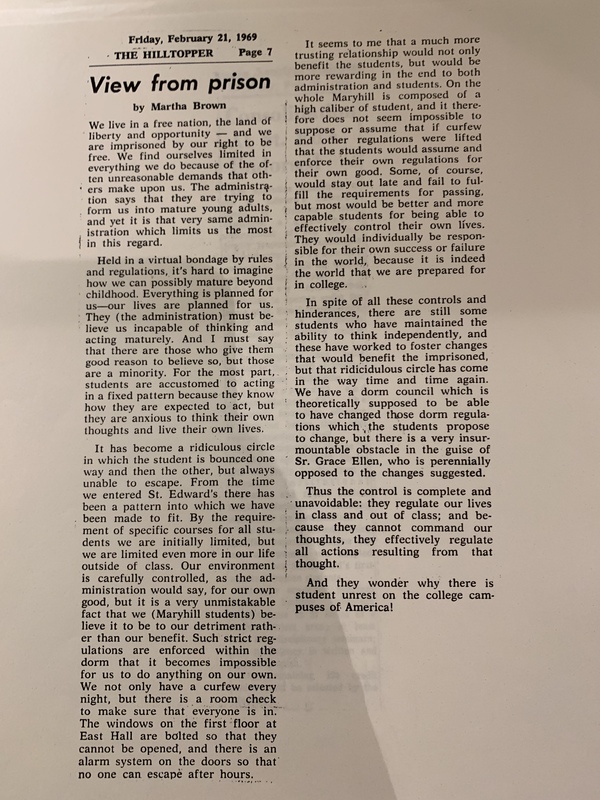 Friday, February 21, 1969
THE HILLTOPPER Page 7
View from prison
by Martha Brown
We live in a free nation, the land of
liberty and opportunity — and we
are imprisoned by our right to be
free. We find ourselves limited in
everything we do because of the of-
ten unreasonable demands that oth-
ers make upon us. The administra-
tion says that they are trying to
form us into mature young adults,
and yet it is that very same admin-
istration which limits us the most
in this regard.
Held in a virtual bondage by rules
and regulations, it's hard to imagine
how we can possibly mature beyond
childhood. Everything is planned for
us—our lives are planned for us.
They (the administration) must be-
lieve us incapable of thinking and
acting maturely. And I must say
that there are those who give them
good reason to believe so, but those
are a minority. For the most part,
students are accustomed to acting
in a fixed pattern because they know
how they are expected to act, but
they are anxious to think their own
thoughts and live their own lives.
It has become a ridiculous circle
in which the student is bounced one
way and then the other, but always
unable to escape. From the time
we entered St. Edward's there has
been a pattern into which we have
been made to fit. By the require-
ment of specific courses for all stu-
dents we are initially limited, but
we are limited even more in our life
outside of class. Our environment
is carefully controlled, as the ad-
ministration would say, for our own
good, but it is a very unmistakable
fact that we (Maryhill students) be-
lieve it to be to our detriment rath-
er than our benefit. Such strict reg-
ulations are enforced within the
dorm that it becomes impossible
for us to do anything on our own.
We not only have a curfew every
night, but there is a room check
to make sure that everyone is in.
The windows on the first floor at
East Hall are bolted so that they
cannot be opened, and there is an
alarm system on the doors so that
no one can escape after hours.
It seems to me that a much more
trusting relationship would not only
benefit the students, but would be
more rewarding in the end to both
administration and students. On the
whole Maryhill is composed of a
high caliber of student, and it there-
fore does not seem impossible to
suppose or assume that if curfew
and other regulations were lifted
that the students would assume and
enforce their own regulations for
their own good. Some, of course,
would stay out late and fail to ful-
fill the requirements for passing,
but most would be better and more
capable students for being able to
effectively control their own lives.
They would individually be respon-
sible for their own success or failure
in the world, because it is indeed
the world that we are prepared for
in college.
In spite of all these controls and
hinderances, there are still some
students who have maintained the
ability to think independently, and
these have worked to foster changes
that would benefit the imprisoned,
but that ridicidulous circle has come
in the way time and time again.
We have a dorm council which is
theoretically supposed to be able
to have changed those dorm regula-
tions which the students propose
to change, but there is a very insur-
mountable obstacle in the guise of
Sr. Grace Ellen, who is perennially
opposed to the changes suggested.
Thus the control is complete and
unavoidable: they regulate our lives
in class and out of class; and be-
cause they cannot command our
thoughts, they effectively regulate
all actions resulting from that
thought.
And they wonder why there is
student unrest on the college cam-
puses of America!